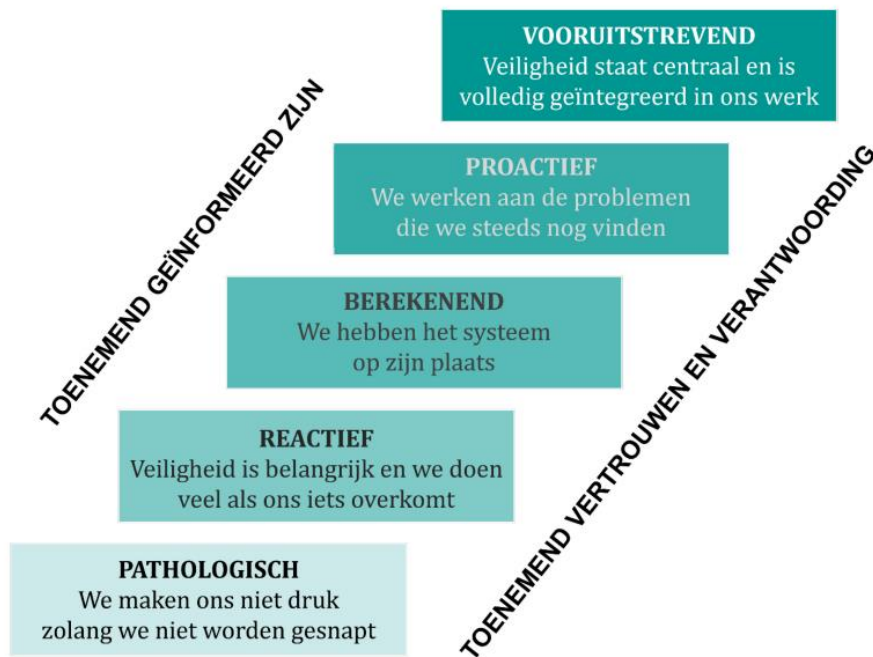 VOORUITSTREVEND
Veiligheid staat centraal en is
volledig geïntegreerd in ons werk
TOENEMEND GEÏNFORMEERD ZIJN
PROACTIEF
We werken aan de problemen
die we steeds nog vinden
BEREKENEND
We hebben het systeem
op zijn plaats
TOENEMEND VERTROUWEN EN VERANTWOORDING
REACTIEF
Veiligheid is belangrijk en we doen
veel als ons iets overkomt
PATHOLOGISCH
We maken ons niet druk
zolang we niet worden gesnapt